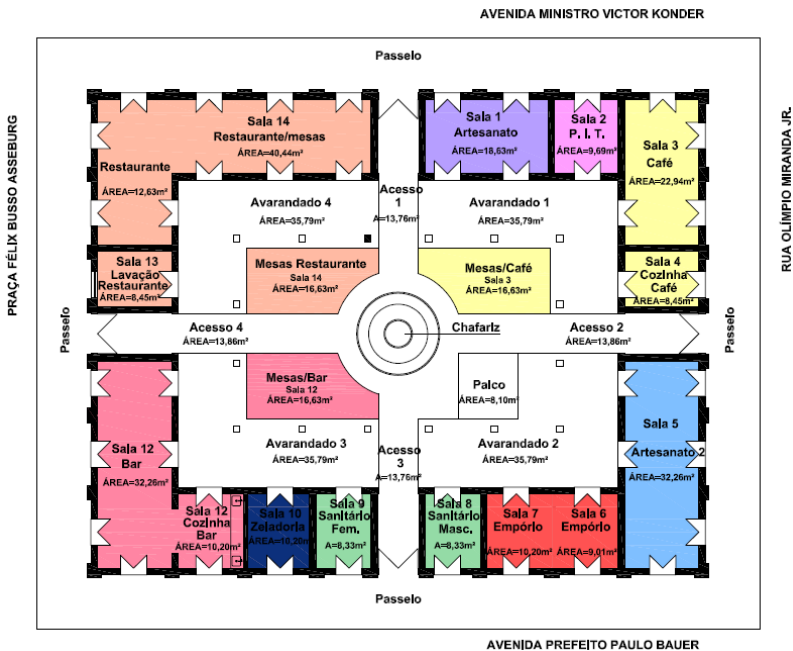 AVENIDA MINISTRO VICTOR KONDER
Passeio
PRAÇA FÉLIX BUSSO ASSEBURG
RUA OLÍMPIO MIRANDA JR.
Sala 14
Restaurante/mesas
ÁREA=40,44m²
Restaurante
ÁREA=12,63m²
Sala 1
Artesanato
ÁREA=18,63m²
Sala 2
P. I. T.
ÁREA=9,69m²
Sala 3
Café
ÁREA=22,94m²
Acesso
1
A=13,76m²
Avarandado 4
ÁREA=35,79m²
Avarandado 1
ÁREA=35,79m²
Sala 13
Lavação
Restaurante
ÁREA=8,45m²
Mesas Restaurante
Sala 14
ÁREA=16,63m²
Mesas/Café
Sala 3
ÁREA=16,63m²
Sala 4
Cozinha
Café
ÁREA=8,45m²
Passeio
Acesso 4
ÁREA=13,86m²
Chafariz
Acesso 2
ÁREA=13,86m²
Passeio
Mesas/Bar
Sala 12
ÁREA=16,63m²
Palco
ÁREA=8,10m²
Sala 12
Bar
ÁREA=32,26m²
Avarandado 3
ÁREA=35,79m²
Acesso
3
A=13,76m²
Avarandado 2
ÁREA=35,79m²
Sala 5
Artesanato 2
ÁREA=32,26m²
Sala 12
Cozinha
Bar
ÁREA=10,20m²
Sala 10
Zeladoria
ÁREA=10,20m²
Sala 9
Sanitário
Fem.
A=8,33m²
Sala 8
Sanitário
Masc.
A=8,33m²
Sala 7
Empório
ÁREA=10,20m²
Sala 6
Empório
ÁREA=9,01m²
Passeio
AVENIDA PREFEITO PAULO BAUER